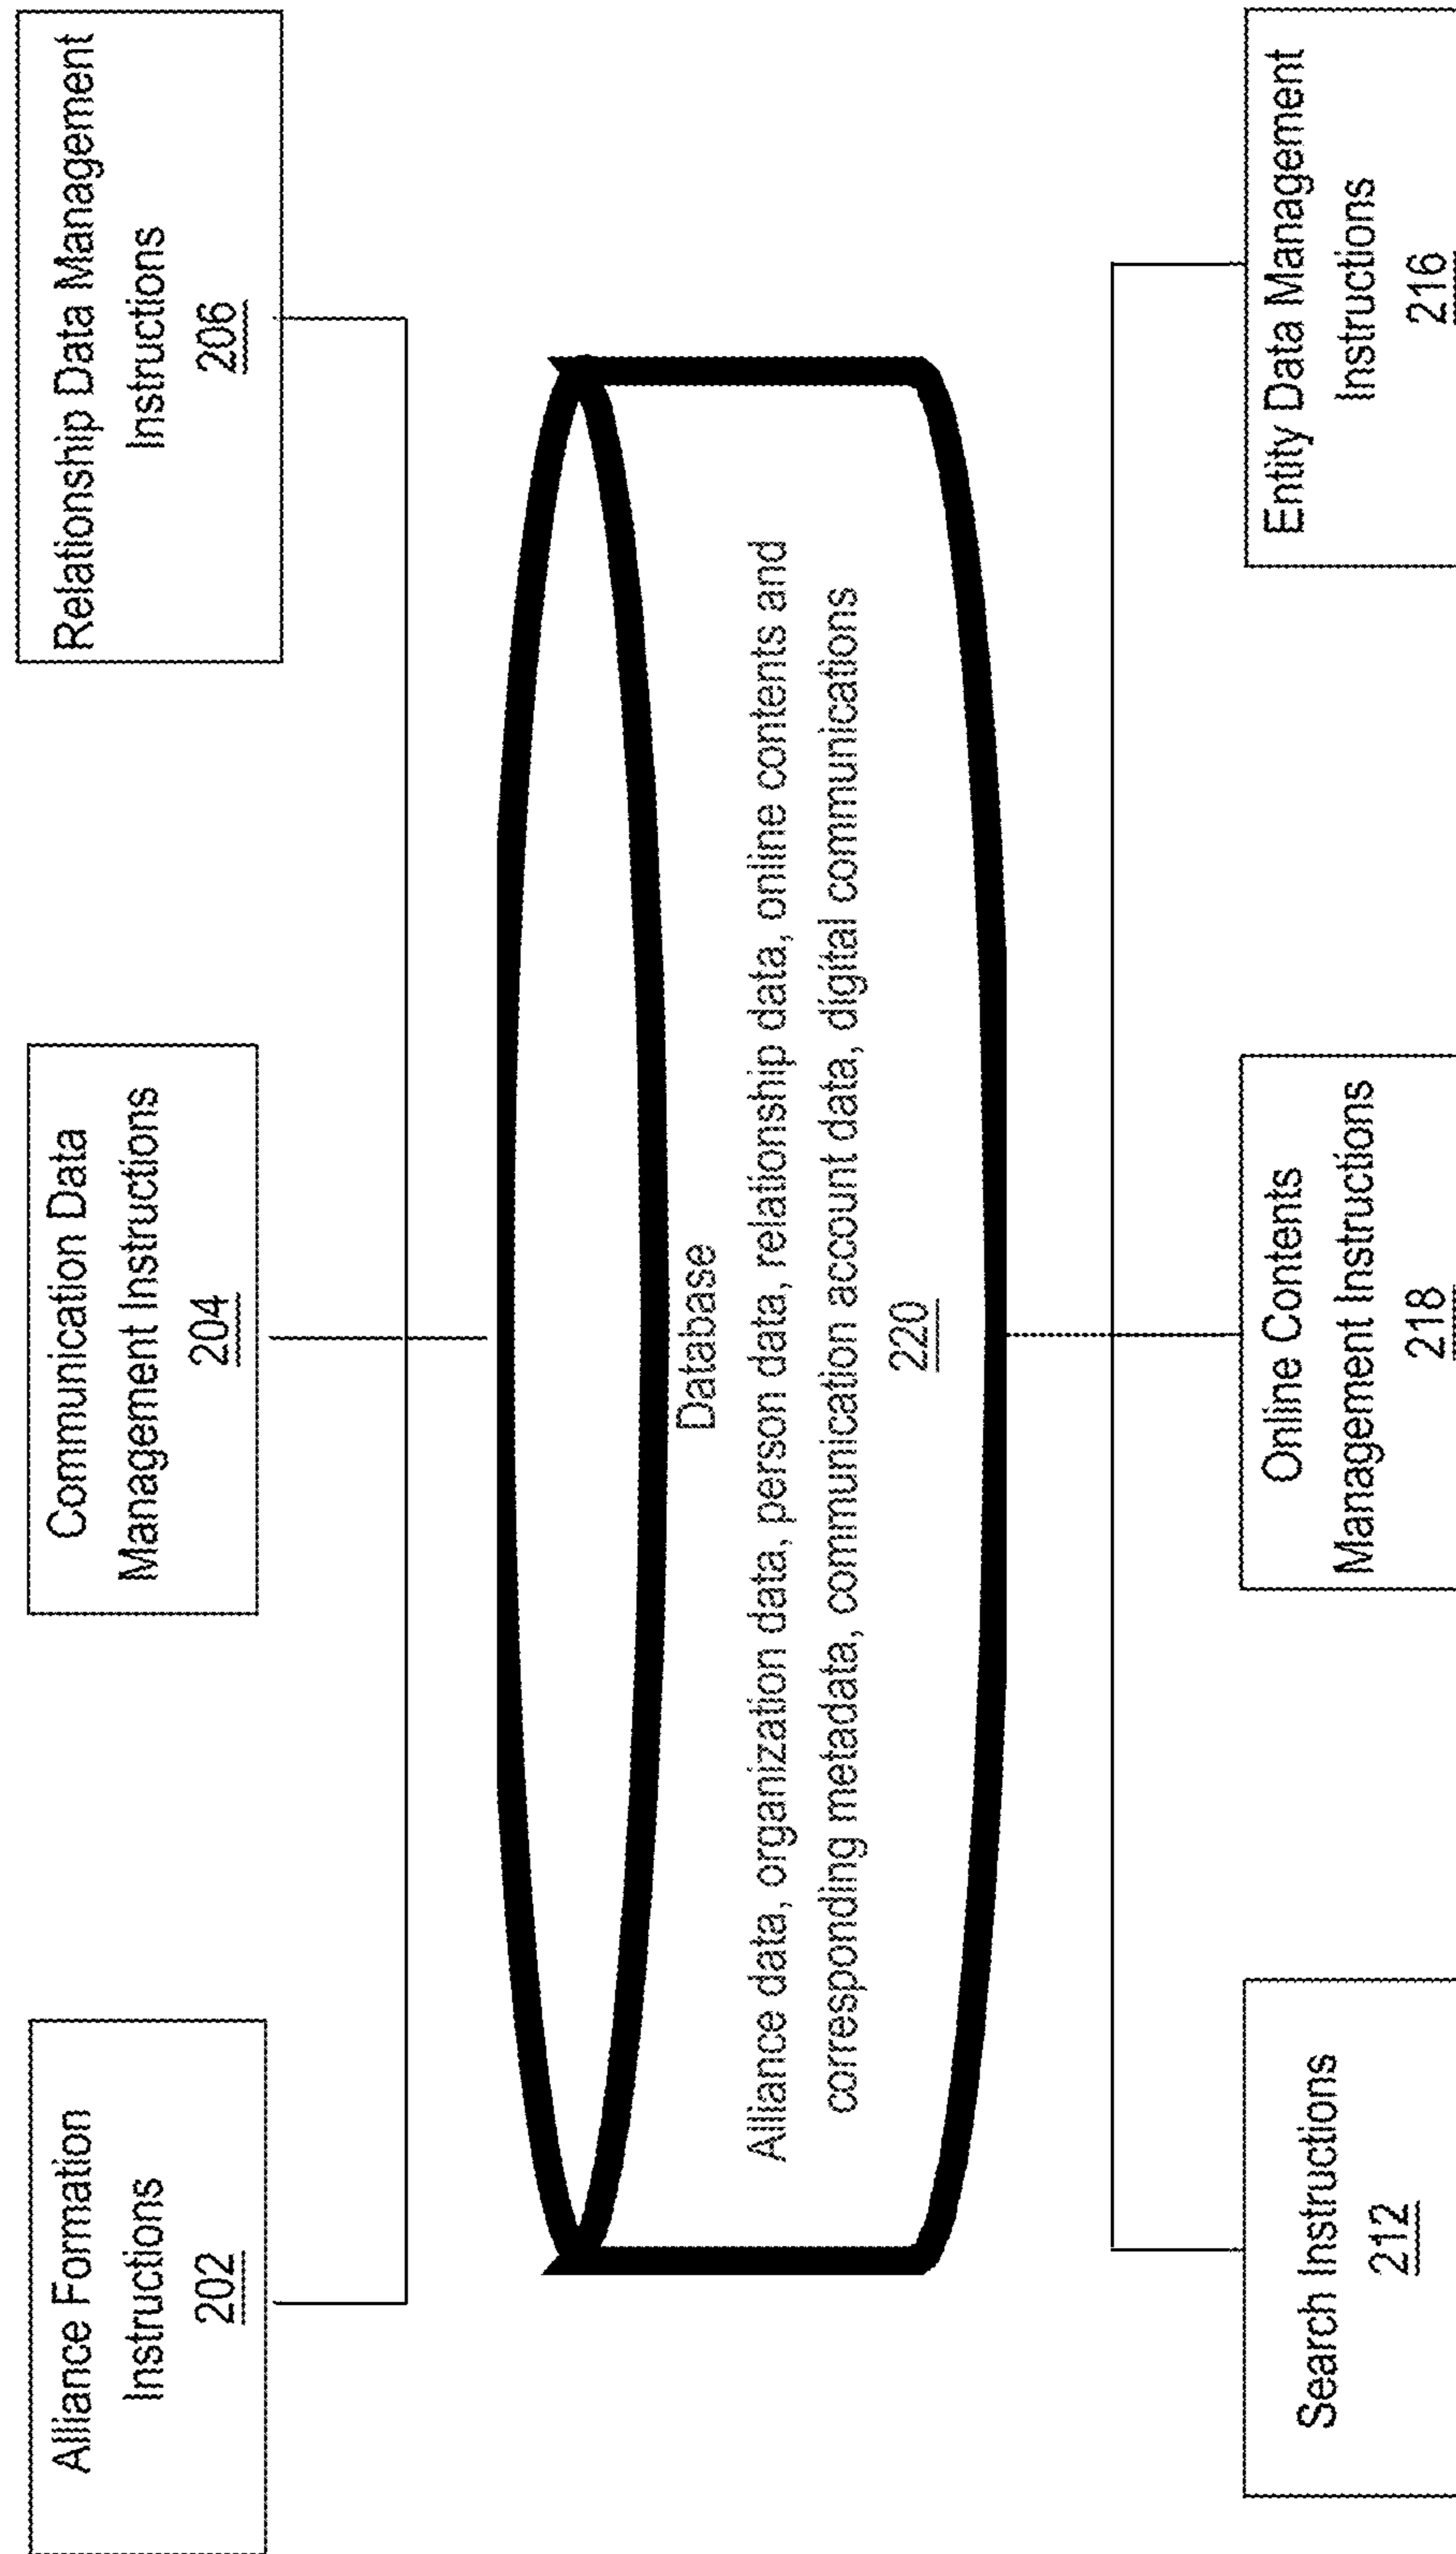 Alliance Formation
Instructions
202
Communication Data
Management Instructions
204
Relationship Data Management
Instructions
206
Database
Alliance data, organization data, person data, relationship data, online contents and
corresponding metadata, communication account data, digital communications
220
Search Instructions
212
Online Contents
Management Instructions
218
Entity Data Management
Instructions
216